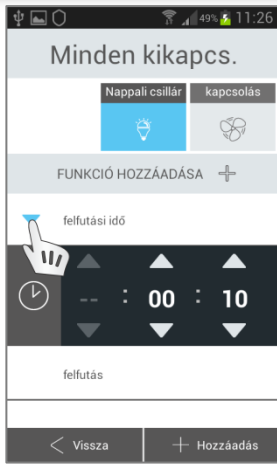 49% 11:26
Minden kikapcs.
Nappali csillár kapcsolás
FUNKCIÓ HOZZÁADÁSA
felfutási idő
-- : 00 : 10
felfutás
< Vissza + Hozzáadás